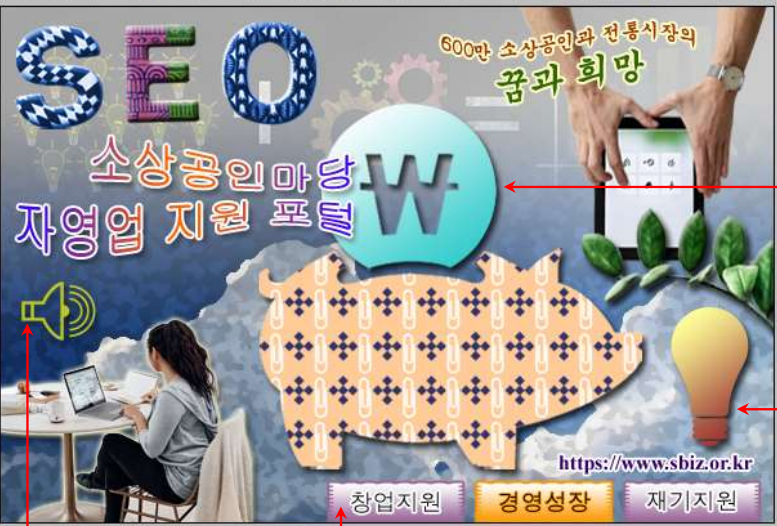 SEO
600만 소상공인과 전통시장의
꿈과 희망
소상공인마당
자영업 지원 포털
₩
https://www.sbiz.or.kr
창업지원
경영성장
재기지원